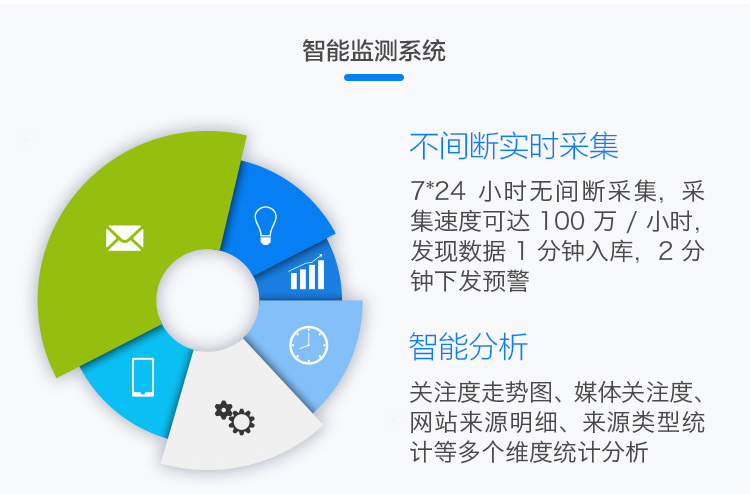 智能监测系统
不间断实时采集
7*24 小时无间断采集，采
集速度可达 100 万 / 小时，
发现数据 1 分钟入库，2 分
钟下发预警
智能分析
关注度走势图、媒体关注度、
网站来源明细、来源类型统
计等多个维度统计分析